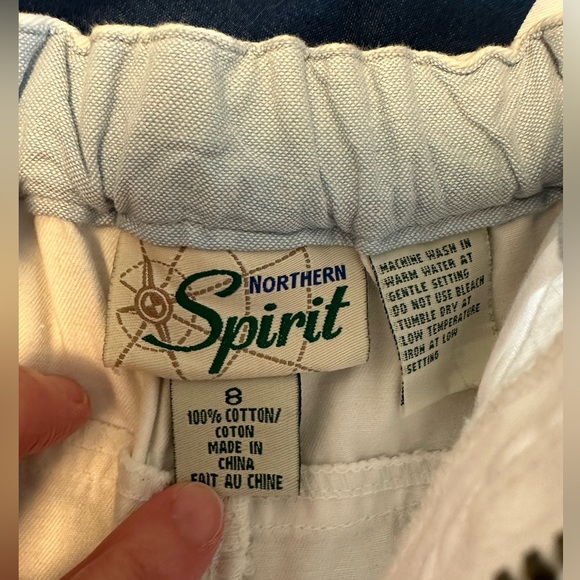 NORTHERN
Spirit
8
100% COTTON/
COTON
MADE IN
CHINA
FAIT AU CHINE
MACHINE WASH IN
WARM WATER AT
GENTLE SETTING
DO NOT USE BLEACH
TUMBLE DRY AT
LOW TEMPERATURE
IRON AT LOW
SETTING